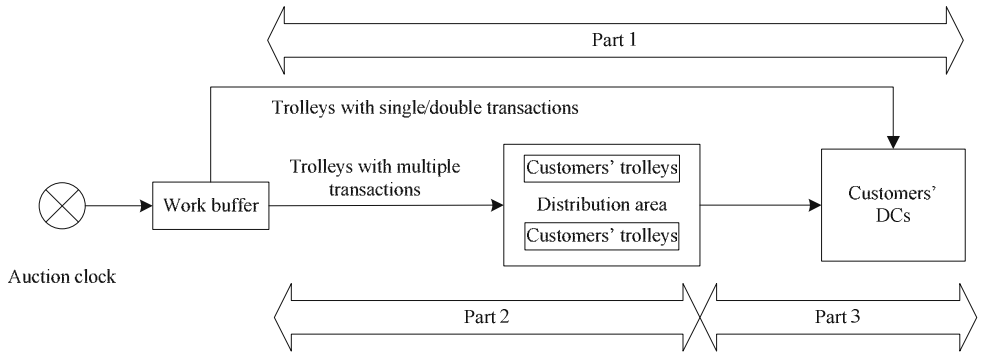 Part 1
Trolleys with single/double transactions
Trolleys with multiple
transactions
Customers' trolleys
Distribution area
Customers' trolleys
Work buffer
Customers'
DCs
Auction clock
Part 2
Part 3